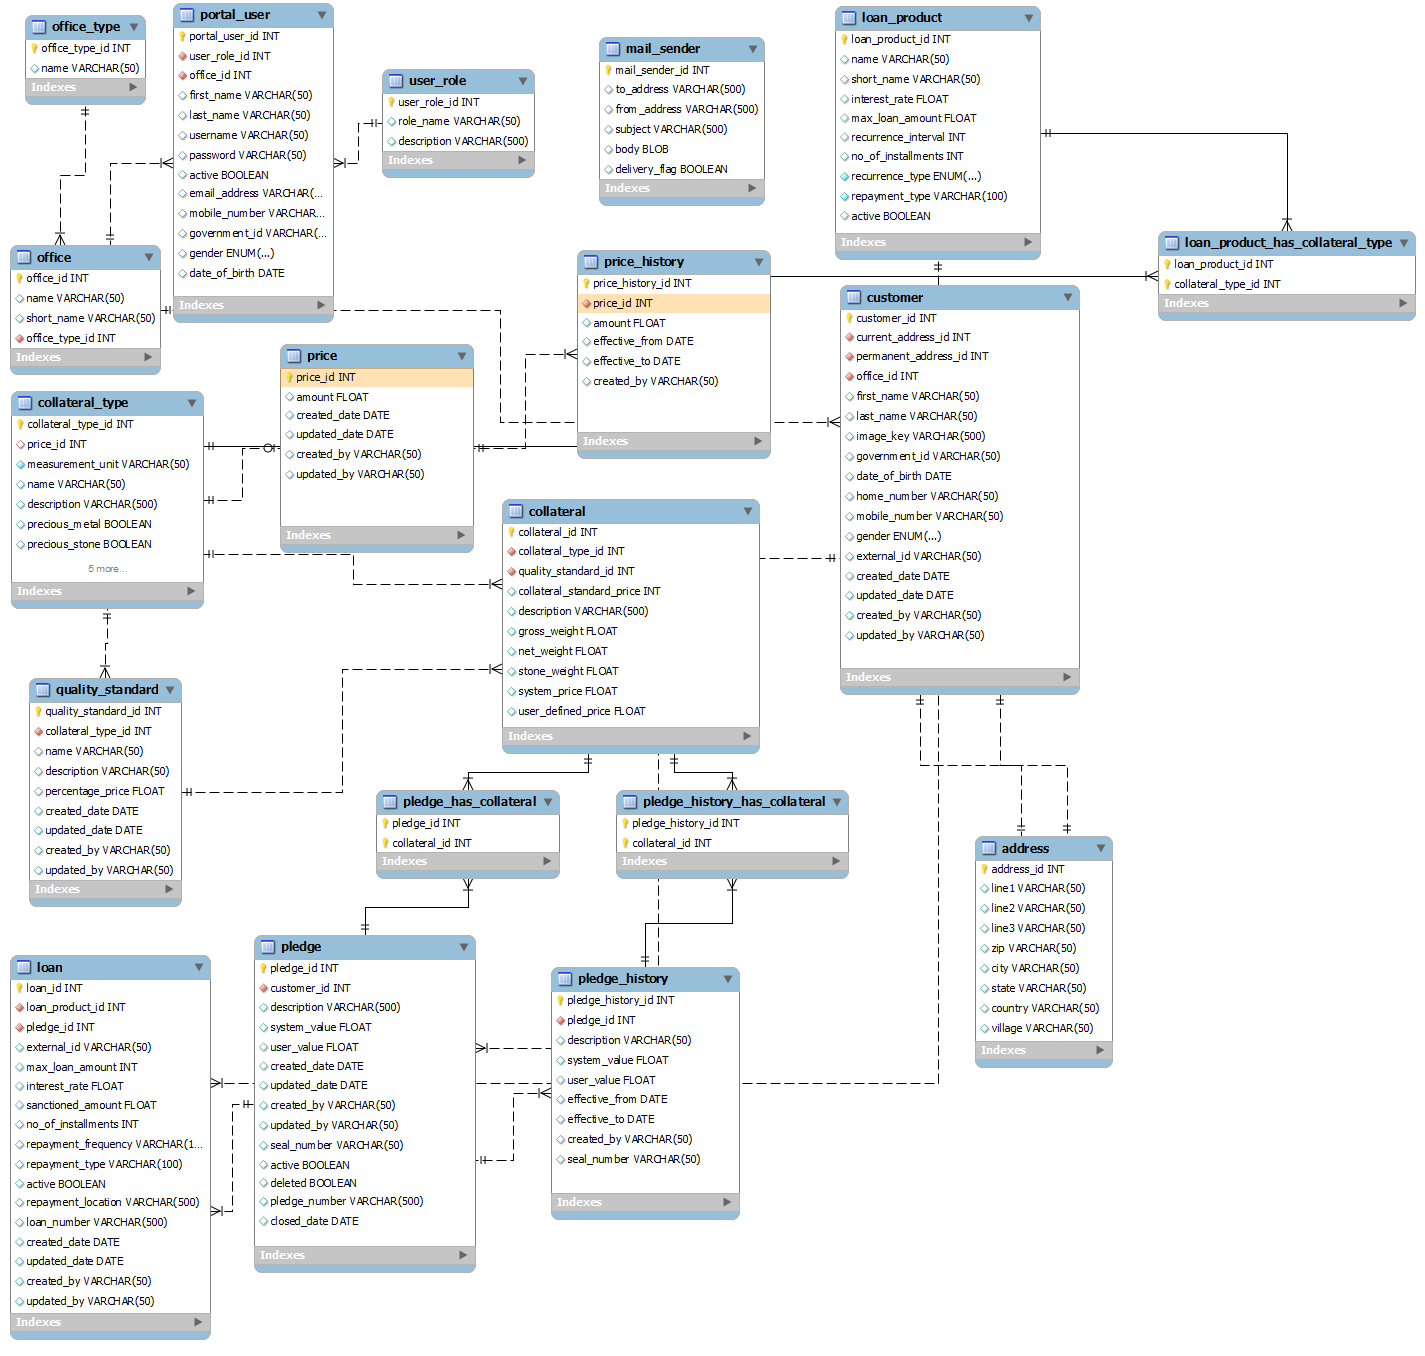 office_type
office_type_id INT
name VARCHAR(50)
Indexes
portal_user
portal_user_id INT
user_role_id INT
office_id INT
first_name VARCHAR(50)
last_name VARCHAR(50)
username VARCHAR(50)
password VARCHAR(50)
active BOOLEAN
email_address VARCHAR(...
mobile_number VARCHAR...
government_id VARCHAR(...
gender ENUM(...)
date_of_birth DATE
Indexes
user_role
user_role_id INT
role_name VARCHAR(50)
description VARCHAR(500)
Indexes
mail_sender
mail_sender_id INT
to_address VARCHAR(500)
from_address VARCHAR(500)
subject VARCHAR(500)
body BLOB
delivery_flag BOOLEAN
Indexes
loan_product
loan_product_id INT
name VARCHAR(50)
short_name VARCHAR(50)
interest_rate FLOAT
max_loan_amount FLOAT
recurrence_interval INT
no_of_installments INT
recurrence_type ENUM(...)
repayment_type VARCHAR(100)
active BOOLEAN
Indexes
loan_product_has_collateral_type
loan_product_id INT
collateral_type_id INT
Indexes
office
office_id INT
name VARCHAR(50)
short_name VARCHAR(50)
office_type_id INT
Indexes
price_history
price_history_id INT
price_id INT
amount FLOAT
effective_from DATE
effective_to DATE
created_by VARCHAR(50)
Indexes
customer
customer_id INT
current_address_id INT
permanent_address_id INT
office_id INT
first_name VARCHAR(50)
last_name VARCHAR(50)
image_key VARCHAR(500)
government_id VARCHAR(50)
date_of_birth DATE
home_number VARCHAR(50)
mobile_number VARCHAR(50)
gender ENUM(...)
external_id VARCHAR(50)
created_date DATE
updated_date DATE
created_by VARCHAR(50)
updated_by VARCHAR(50)
Indexes
price
price_id INT
amount FLOAT
created_date DATE
updated_date DATE
created_by VARCHAR(50)
updated_by VARCHAR(50)
Indexes
collateral_type
collateral_type_id INT
price_id INT
measurement_unit VARCHAR(50)
name VARCHAR(50)
description VARCHAR(500)
precious_metal BOOLEAN
precious_stone BOOLEAN
5 more...
Indexes
collateral
collateral_id INT
collateral_type_id INT
quality_standard_id INT
collateral_standard_price INT
description VARCHAR(500)
gross_weight FLOAT
net_weight FLOAT
stone_weight FLOAT
system_price FLOAT
user_defined_price FLOAT
Indexes
quality_standard
quality_standard_id INT
collateral_type_id INT
name VARCHAR(50)
description VARCHAR(50)
percentage_price FLOAT
created_date DATE
updated_date DATE
created_by VARCHAR(50)
updated_by VARCHAR(50)
Indexes
pledge_has_collateral
pledge_id INT
collateral_id INT
Indexes
pledge_history_has_collateral
pledge_history_id INT
collateral_id INT
Indexes
address
address_id INT
line1 VARCHAR(50)
line2 VARCHAR(50)
line3 VARCHAR(50)
zip VARCHAR(50)
city VARCHAR(50)
state VARCHAR(50)
country VARCHAR(50)
village VARCHAR(50)
Indexes
loan
loan_id INT
loan_product_id INT
pledge_id INT
external_id VARCHAR(50)
max_loan_amount INT
interest_rate FLOAT
sanctioned_amount FLOAT
no_of_installments INT
repayment_frequency VARCHAR(1...
repayment_type VARCHAR(100)
active BOOLEAN
repayment_location VARCHAR(500)
loan_number VARCHAR(500)
created_date DATE
updated_date DATE
created_by VARCHAR(50)
updated_by VARCHAR(50)
Indexes
pledge
pledge_id INT
customer_id INT
description VARCHAR(500)
system_value FLOAT
user_value FLOAT
created_date DATE
updated_date DATE
created_by VARCHAR(50)
updated_by VARCHAR(50)
seal_number VARCHAR(50)
active BOOLEAN
deleted BOOLEAN
pledge_number VARCHAR(500)
closed_date DATE
Indexes
pledge_history
pledge_history_id INT
pledge_id INT
description VARCHAR(50)
system_value FLOAT
user_value FLOAT
effective_from DATE
effective_to DATE
created_by VARCHAR(50)
seal_number VARCHAR(50)
Indexes